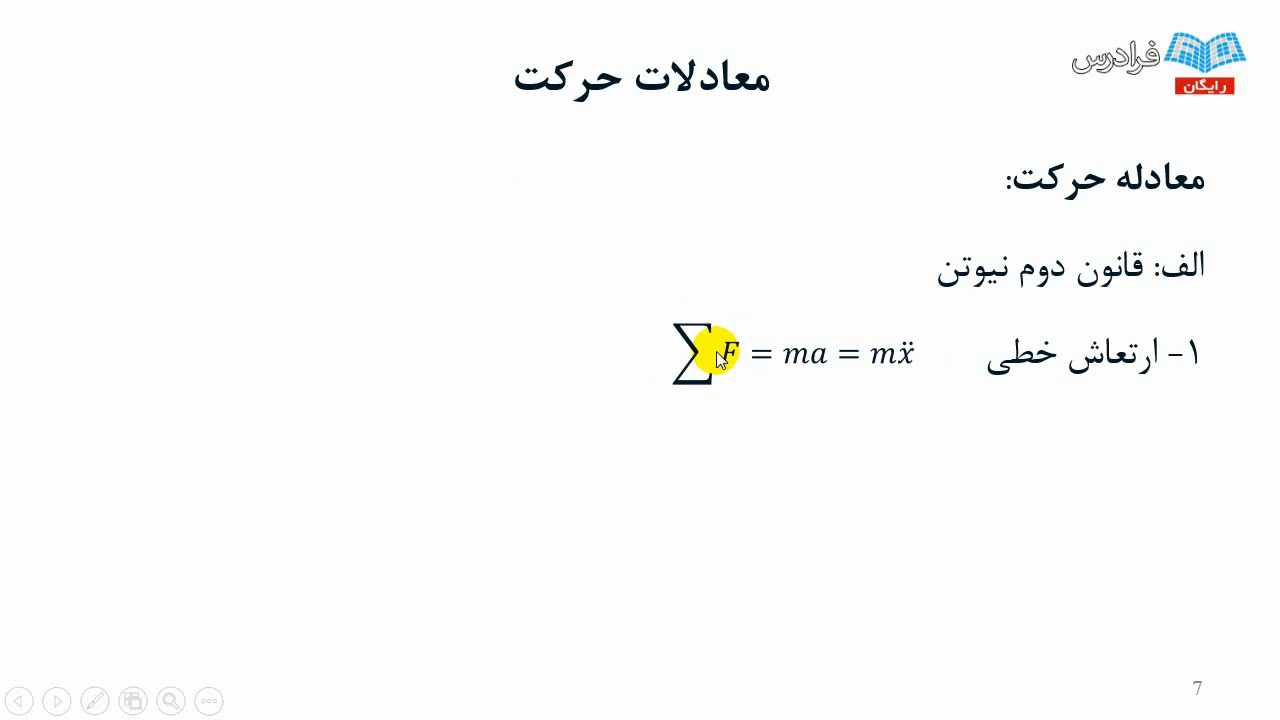 فرادرس
رایگان
معادلات حرکت
معادله حرکت:
الف: قانون دوم نیوتن
۱- ارتعاش خطی ∑F = ma = mẍ
7